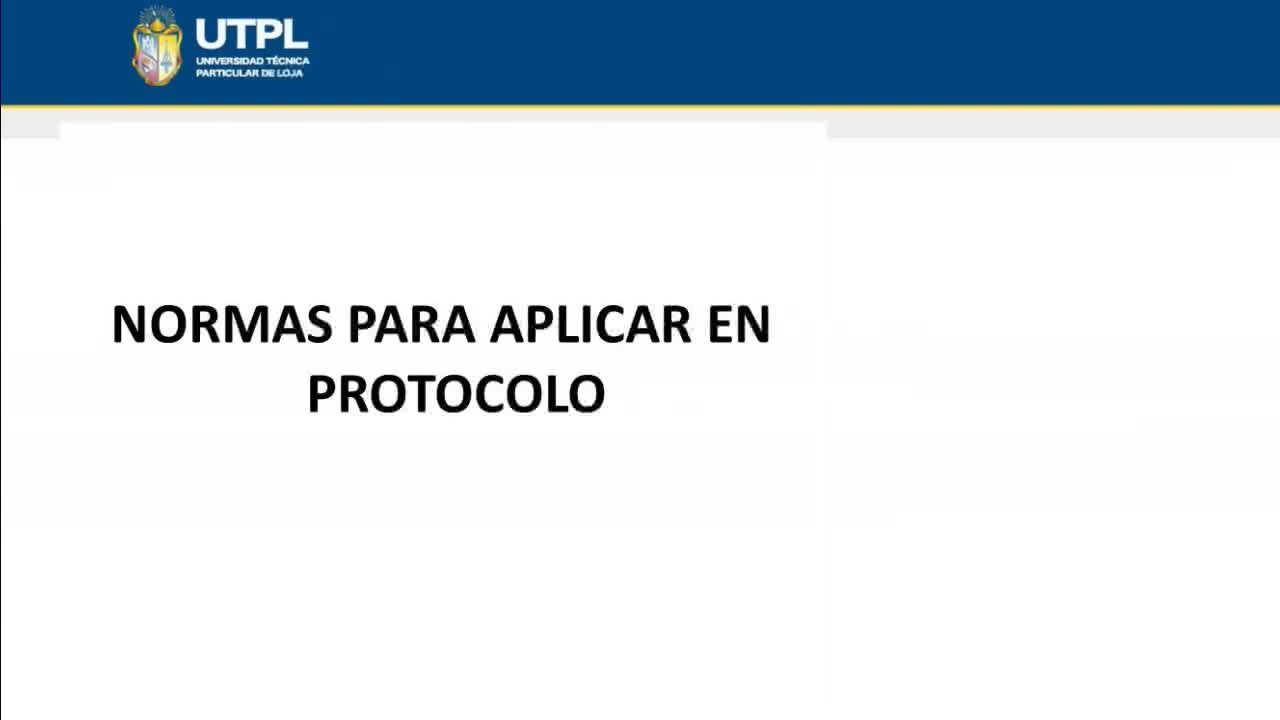 UTPL
UNIVERSIDAD TÉCNICA
PARTICULAR DE LOJA
NORMAS PARA APLICAR EN
PROTOCOLO